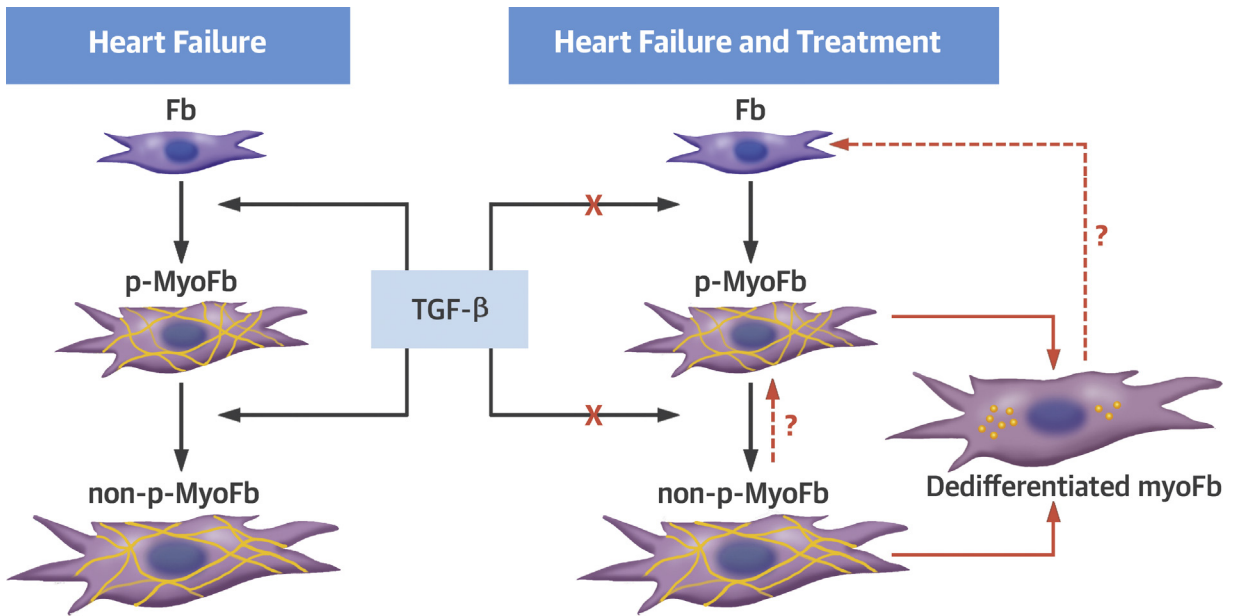 Heart Failure
Heart Failure and Treatment
Fb
Fb
X
?
p-MyoFb
p-MyoFb
TGF-β
X
?
non-p-MyoFb
non-p-MyoFb
Dedifferentiated myoFb